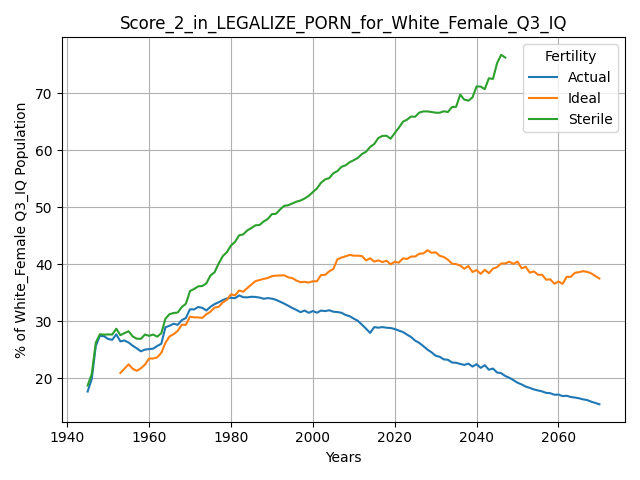 Score_2_in_LEGALIZE_PORN_for_White_Female_Q3_IQ
% of White_Female Q3_IQ Population
70
60
50
40
30
20
Fertility
Actual
Ideal
Sterile
1940
1960
1980
2000
2020
2040
2060
Years